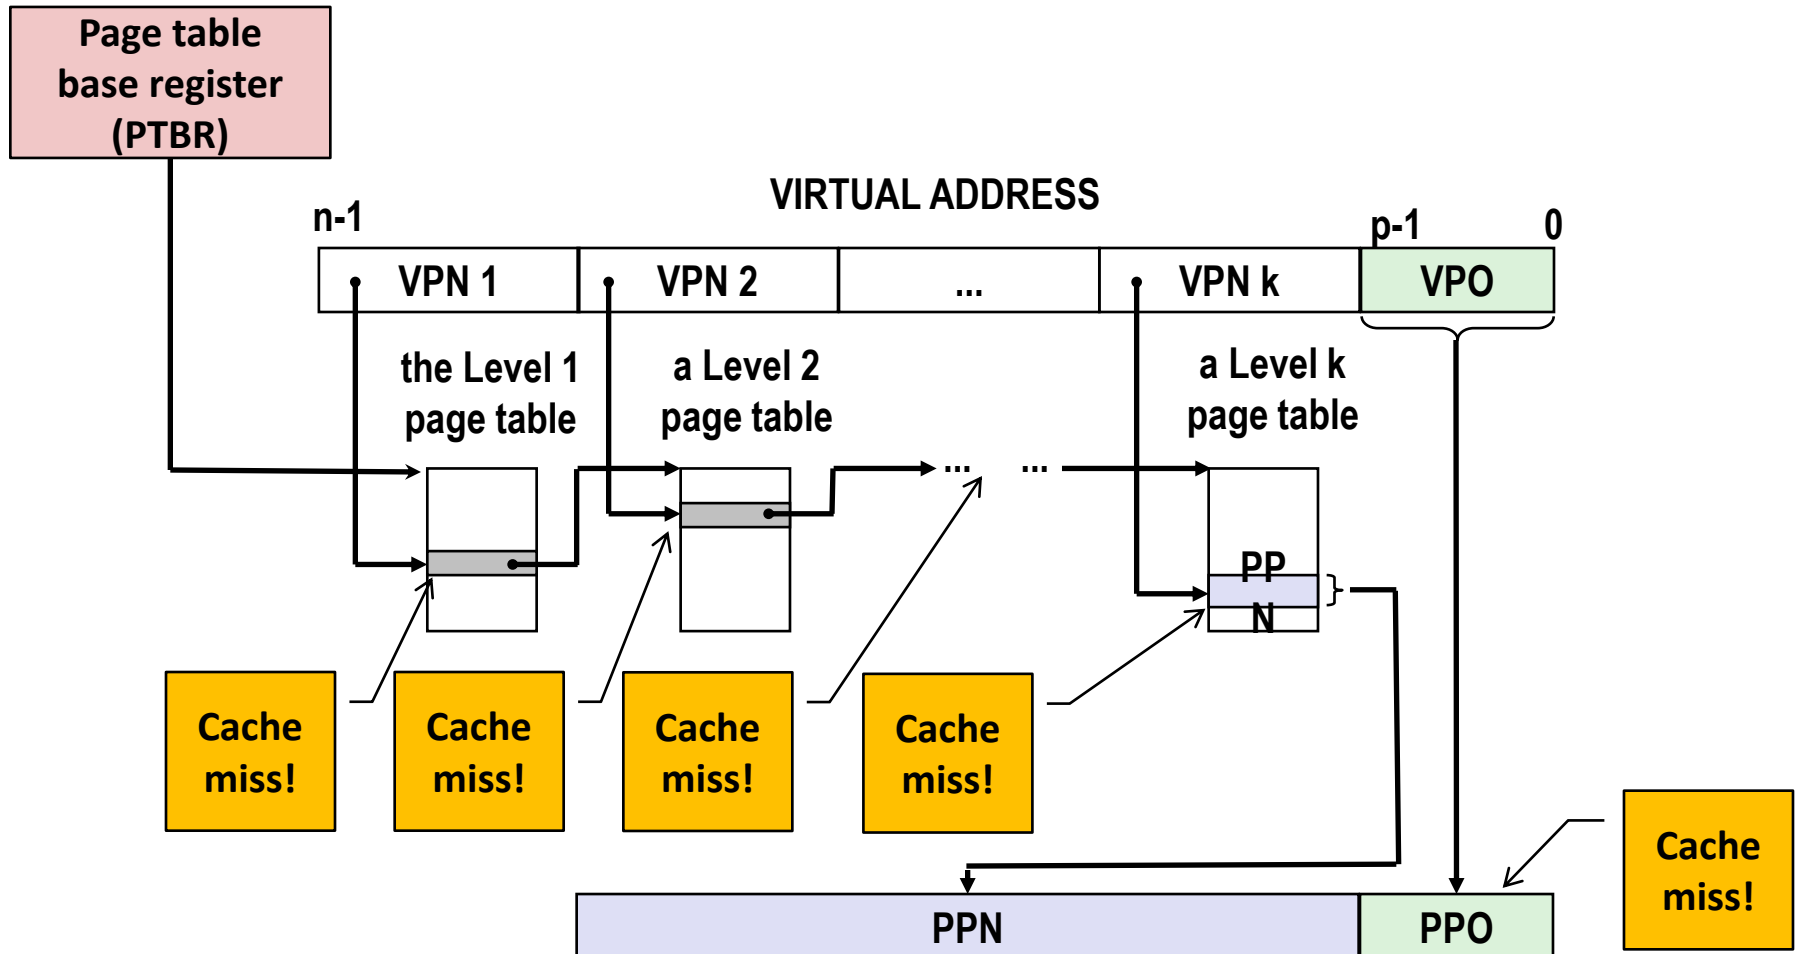 Page table
base register
(PTBR)
VIRTUAL ADDRESS
n-1
p-1
0
VPN 1
VPN 2
...
VPN k
VPO
the Level 1
page table
a Level 2
page table
a Level k
page table
...
...
PP
N
Cache
miss!
Cache
miss!
Cache
miss!
Cache
miss!
Cache
miss!
PPN
PPO